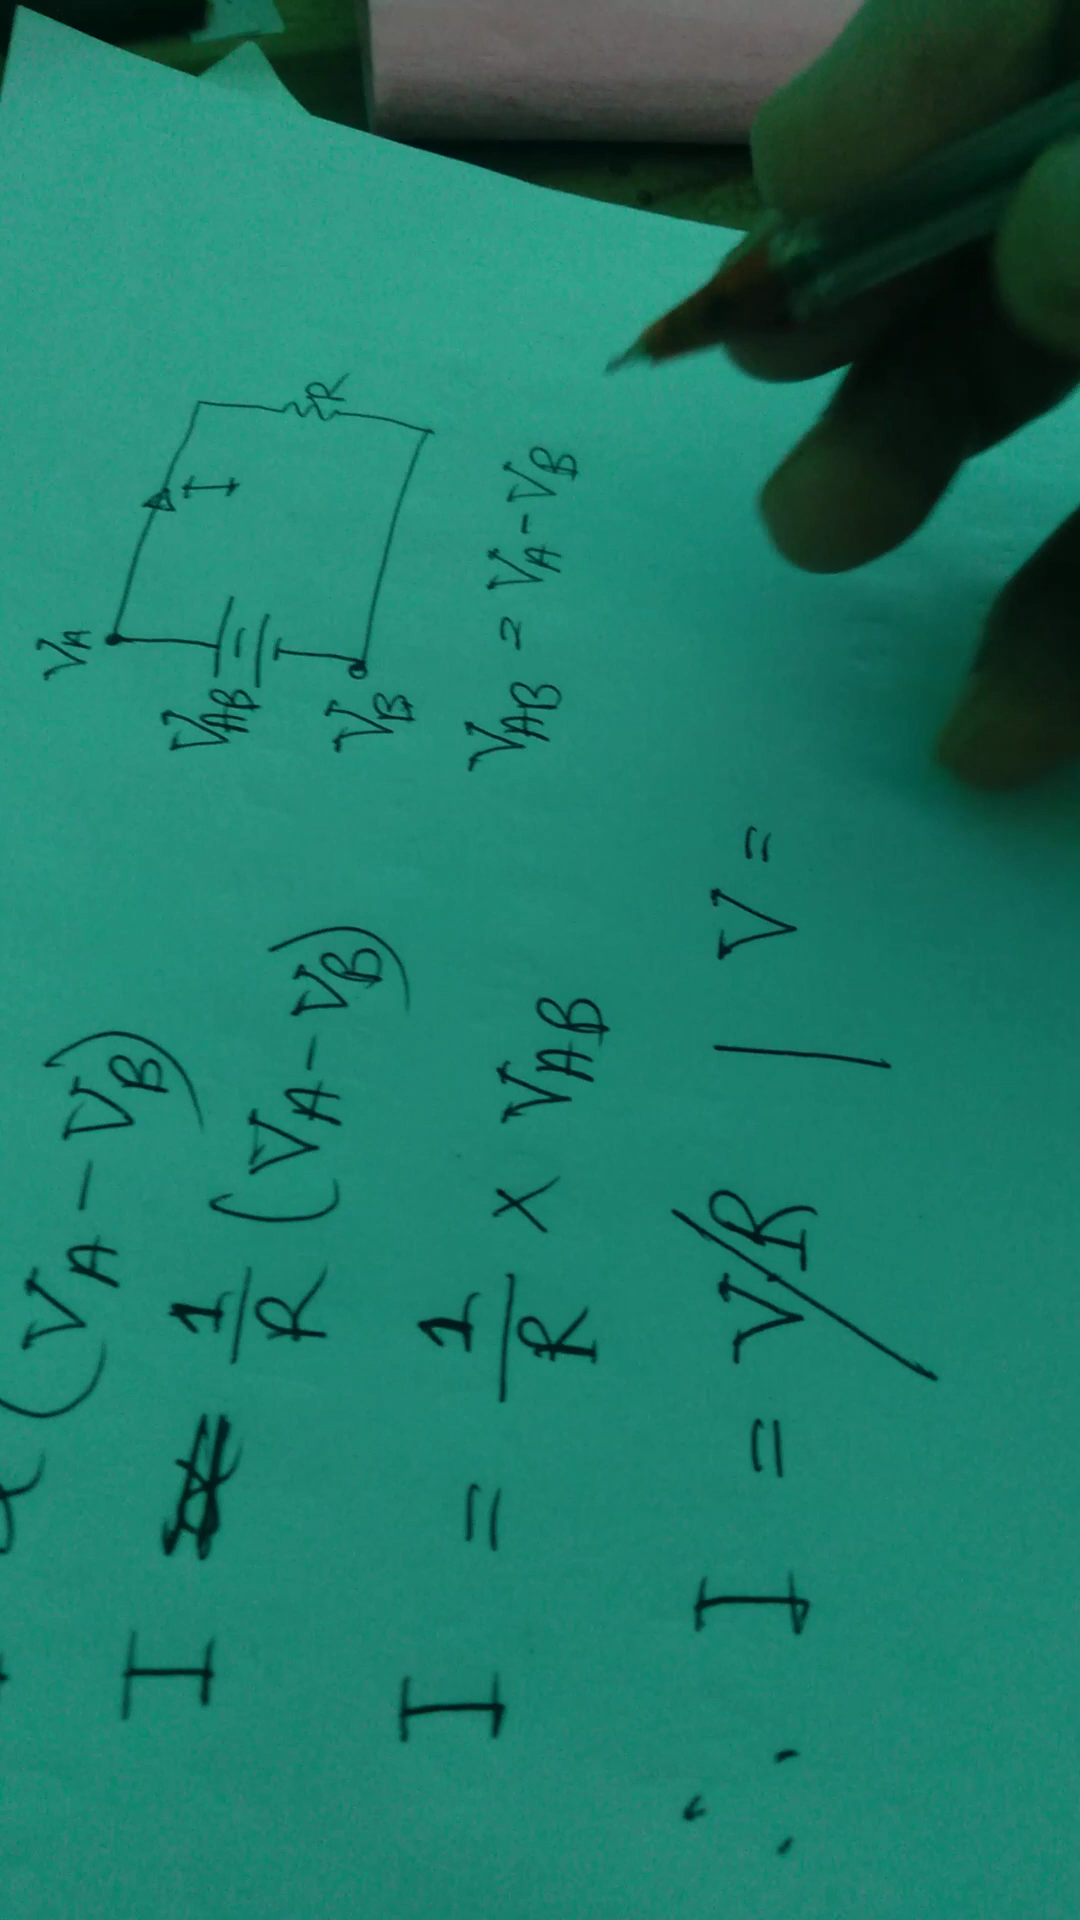 α (VA - VB)
I = 1/R (VA - VB)
I = 1/R × VAB
∴ I = V/R | V =
VA
I
R
VAB
VB
VAB = VA - VB